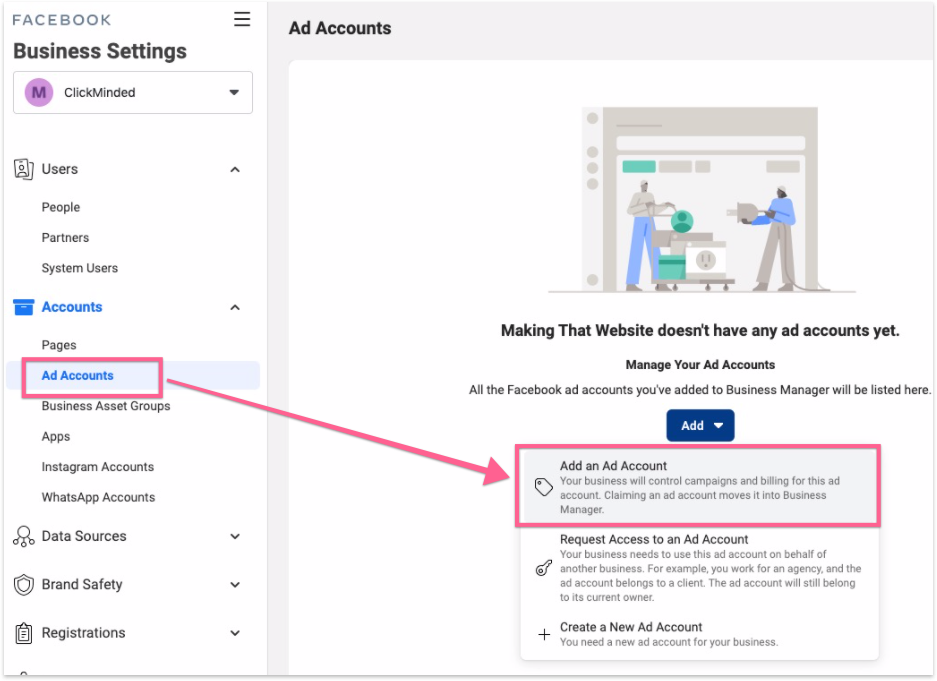 FACEBOOK
Business Settings
M ClickMinded
Users
People
Partners
System Users
Accounts
Pages
Ad Accounts
Business Asset Groups
Apps
Instagram Accounts
WhatsApp Accounts
Data Sources
Brand Safety
Registrations
Ad Accounts
Making That Website doesn't have any ad accounts yet.
Manage Your Ad Accounts
All the Facebook ad accounts you've added to Business Manager will be listed here.
Add
Add an Ad Account
Your business will control campaigns and billing for this ad
account. Claiming an ad account moves it into Business
Manager.
Request Access to an Ad Account
Your business needs to use this ad account on behalf of
another business. For example, you work for an agency, and the
ad account belongs to a client. The ad account will still belong
to its current owner.
Create a New Ad Account
You need a new ad account for your business.